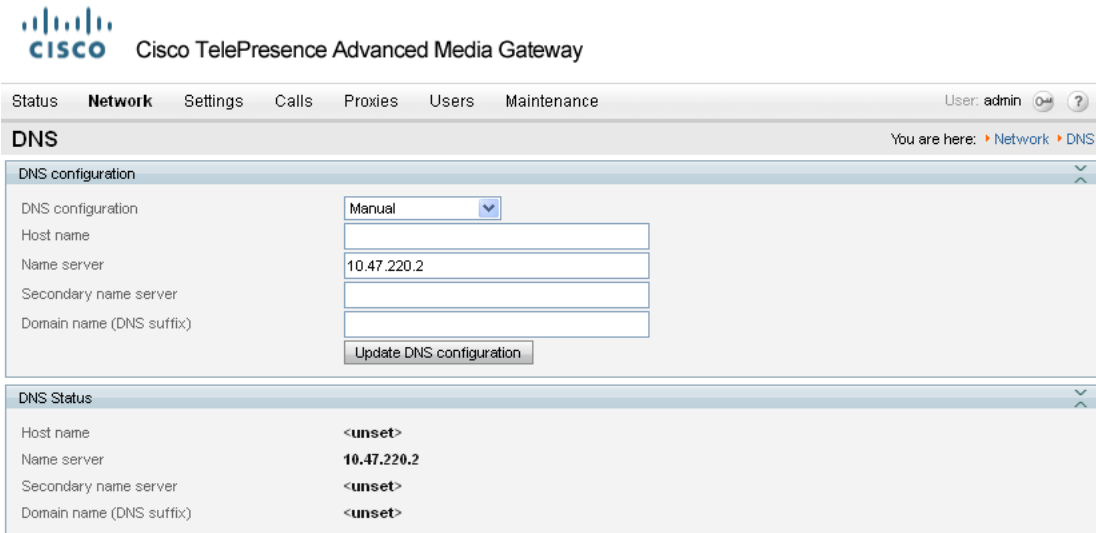 CISCO Cisco TelePresence Advanced Media Gateway
Status Network Settings Calls Proxies Users Maintenance User: admin ?
DNS You are here: Network DNS
DNS configuration
DNS configuration Manual
Host name
Name server 10.47.220.2
Secondary name server
Domain name (DNS suffix)
Update DNS configuration
DNS Status
Host name <unset>
Name server 10.47.220.2
Secondary name server <unset>
Domain name (DNS suffix) <unset>